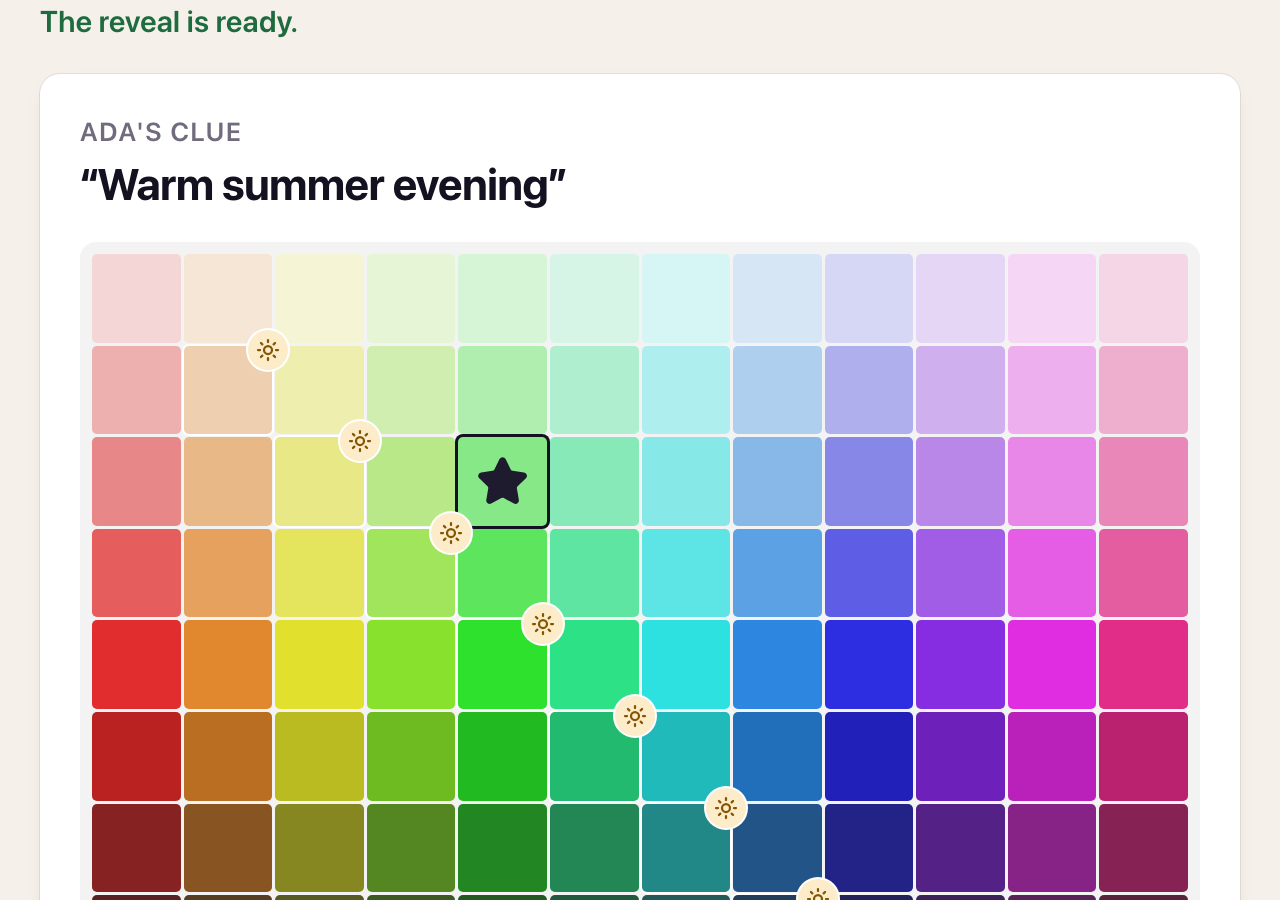 The reveal is ready.
ADA'S CLUE
“Warm summer evening”